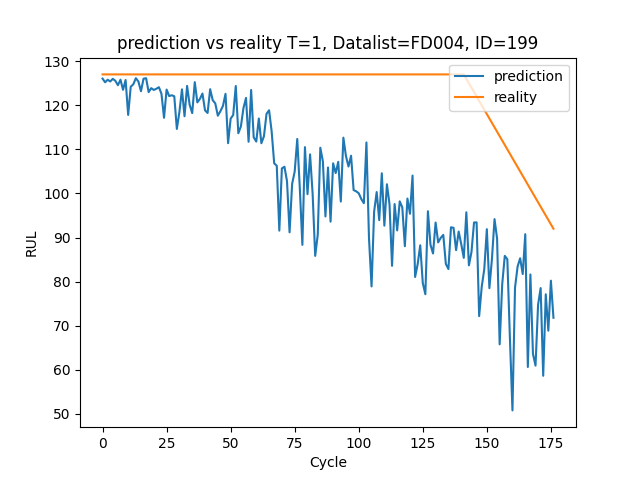 prediction vs reality T=1, Datalist=FD004, ID=199
prediction
reality
130
120
110
100
90
80
70
60
50
RUL
0 25 50 75 100 125 150 175
Cycle